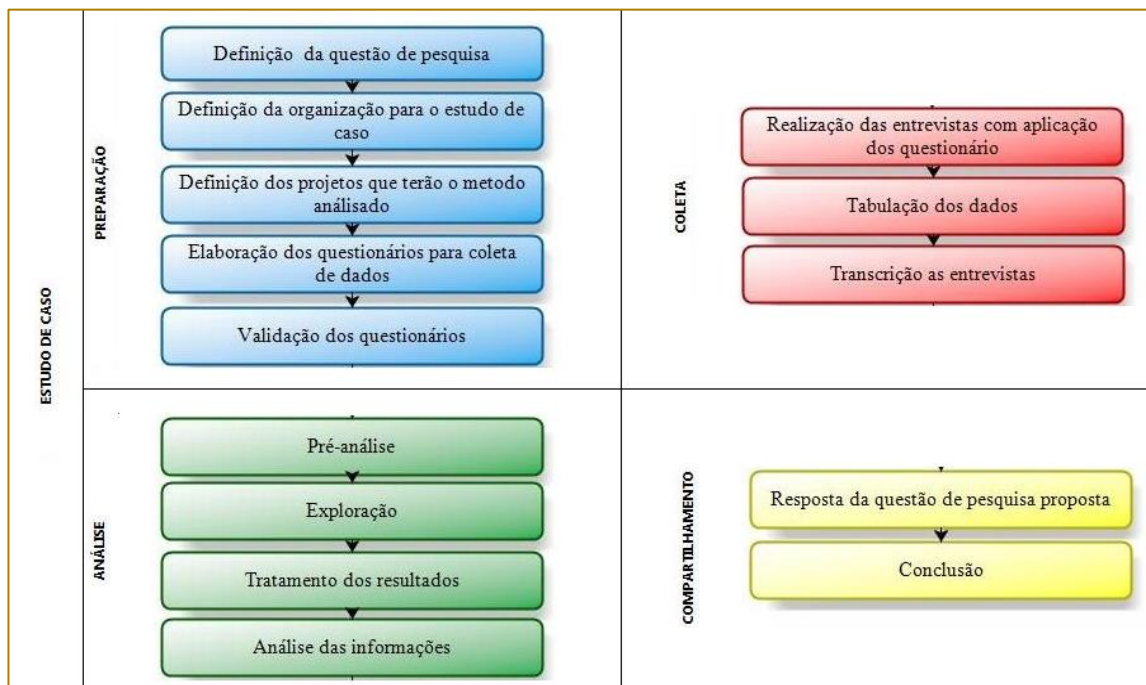 ESTUDO DE CASO
PREPARAÇÃO
Definição da questão de pesquisa
Definição da organização para o estudo de
caso
Definição dos projetos que terão o metodo
análisado
Elaboração dos questionários para coleta
de dados
Validação dos questionários
COLETA
Realização das entrevistas com aplicação
dos questionário
Tabulação dos dados
Transcrição as entrevistas
ANÁLISE
Pré-análise
Exploração
Tratamento dos resultados
Análise das informações
COMPARTILHAMENTO
Resposta da questão de pesquisa proposta
Conclusão